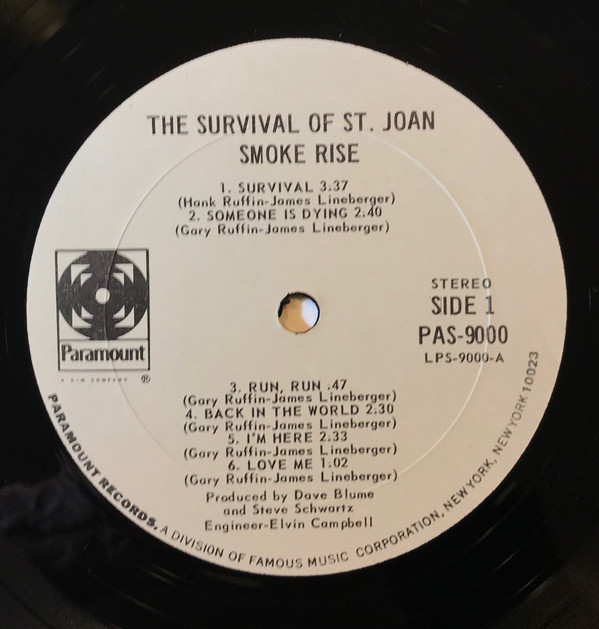 THE SURVIVAL OF ST. JOAN
SMOKE RISE
1. SURVIVAL 3.37
(Hank Ruffin-James Lineberger)
2. SOMEONE IS DYING 2.40
(Gary Ruffin-James Lineberger)
Paramount
A G+W COMPANY ®
STEREO
SIDE 1
PAS-9000
LPS-9000-A
3. RUN, RUN :47
(Gary Ruffin-James Lineberger)
4. BACK IN THE WORLD 2.30
(Gary Ruffin-James Lineberger)
5. I'M HERE 2.33
(Gary Ruffin-James Lineberger)
6. LOVE ME 1.02
(Gary Ruffin-James Lineberger)
Produced by Dave Blume
and Steve Schwartz
Engineer-Elvin Campbell
PARAMOUNT RECORDS, A DIVISION OF FAMOUS MUSIC CORPORATION, NEW YORK, NEW YORK 10023